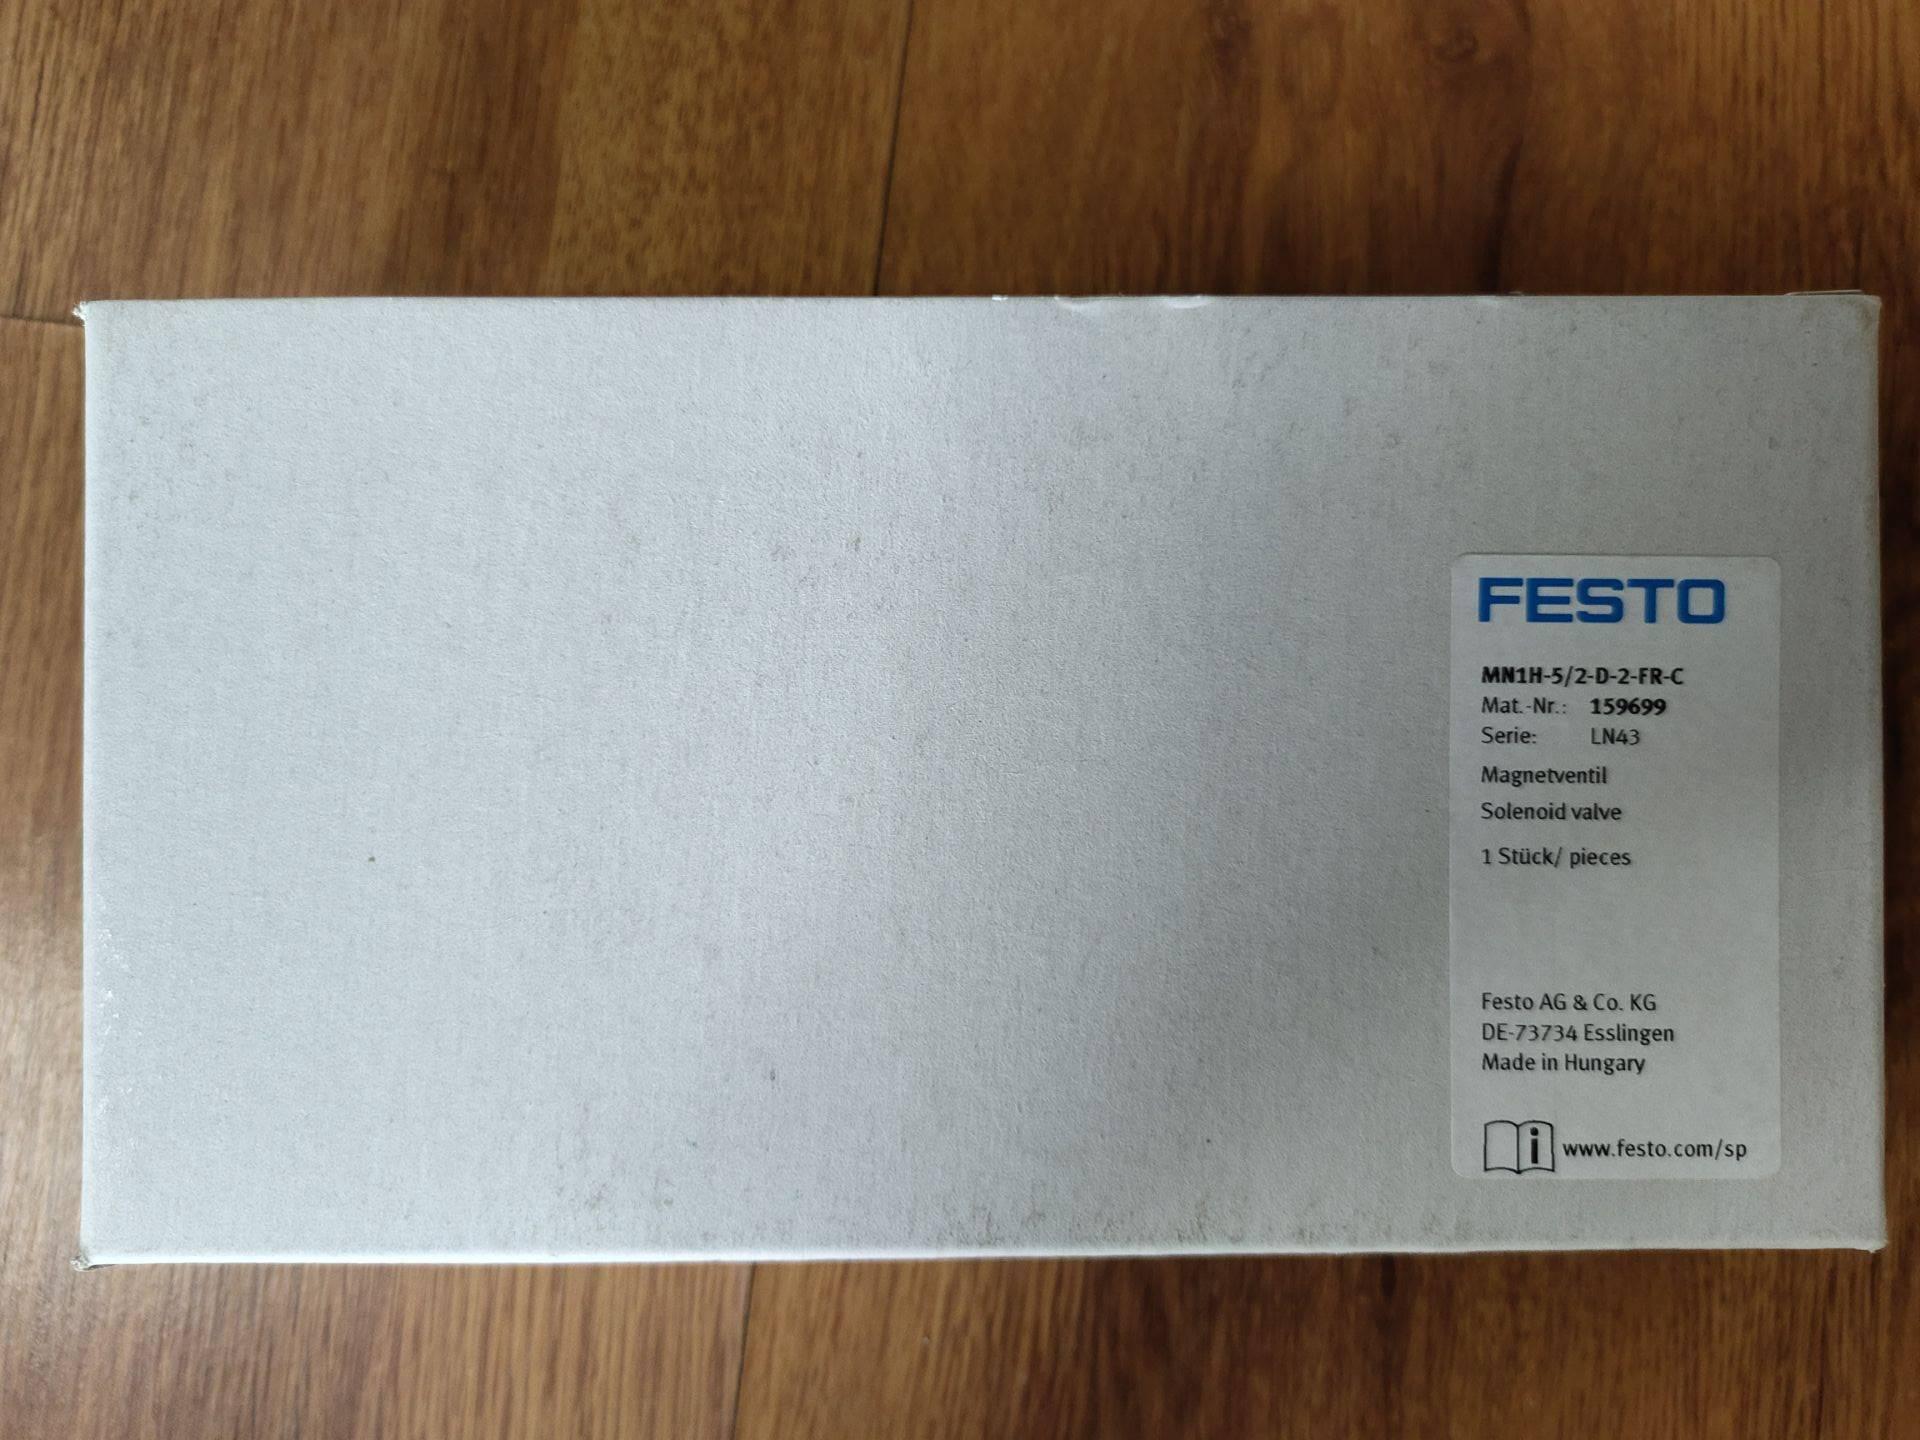 FESTO
MN1H-5/2-D-2-FR-C
Mat.-Nr.: 159699
Serie: LN43
Magnetventil
Solenoid valve
1 Stück/ pieces
Festo AG & Co. KG
DE-73734 Esslingen
Made in Hungary
i www.festo.com/sp